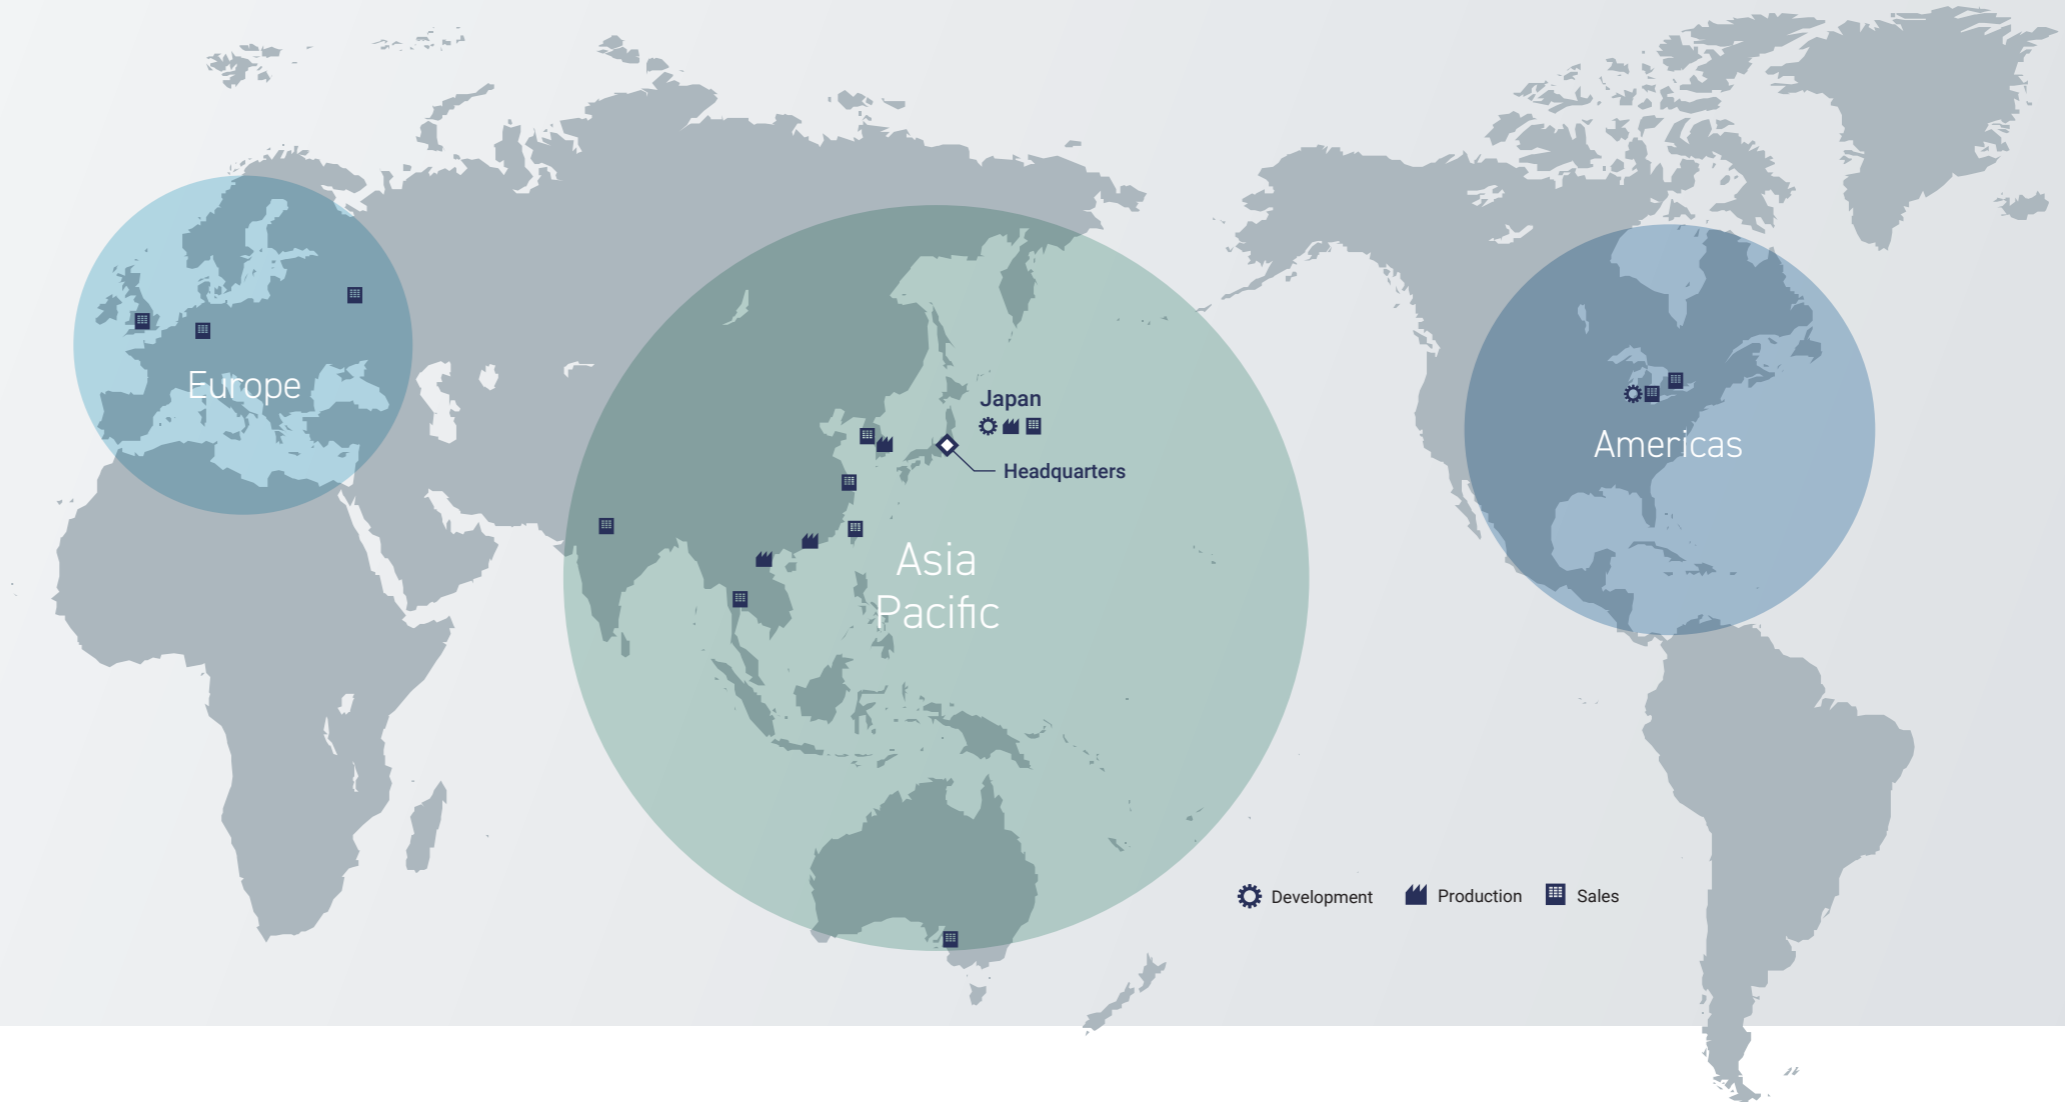 Europe
Japan
Headquarters
Asia
Pacific
Americas
Development
Production
Sales